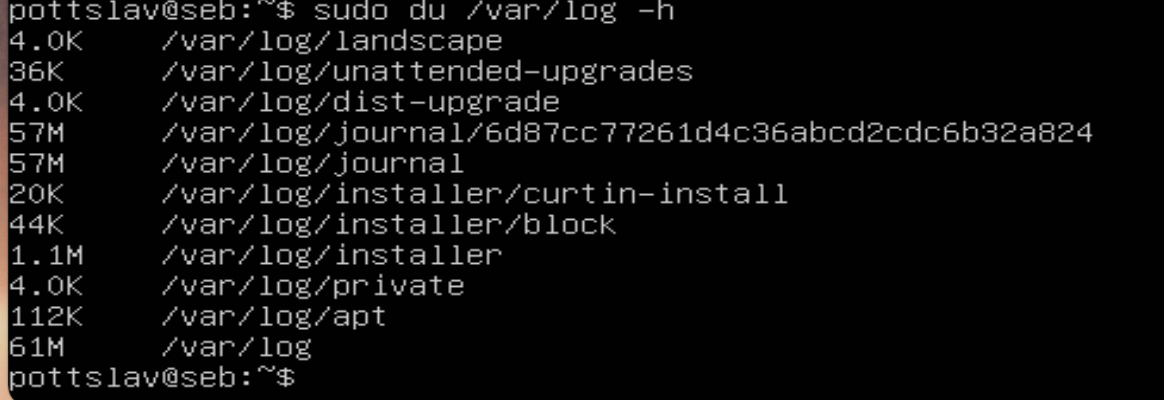 pottslav@seb:~$ sudo du /var/log -h
4.0K /var/log/landscape
36K /var/log/unattended-upgrades
4.0K /var/log/dist-upgrade
57M /var/log/journal/6d87cc77261d4c36abcd2cdc6b32a824
57M /var/log/journal
20K /var/log/installer/curtin-install
44K /var/log/installer/block
1.1M /var/log/installer
4.0K /var/log/private
112K /var/log/apt
61M /var/log
pottslav@seb:~$